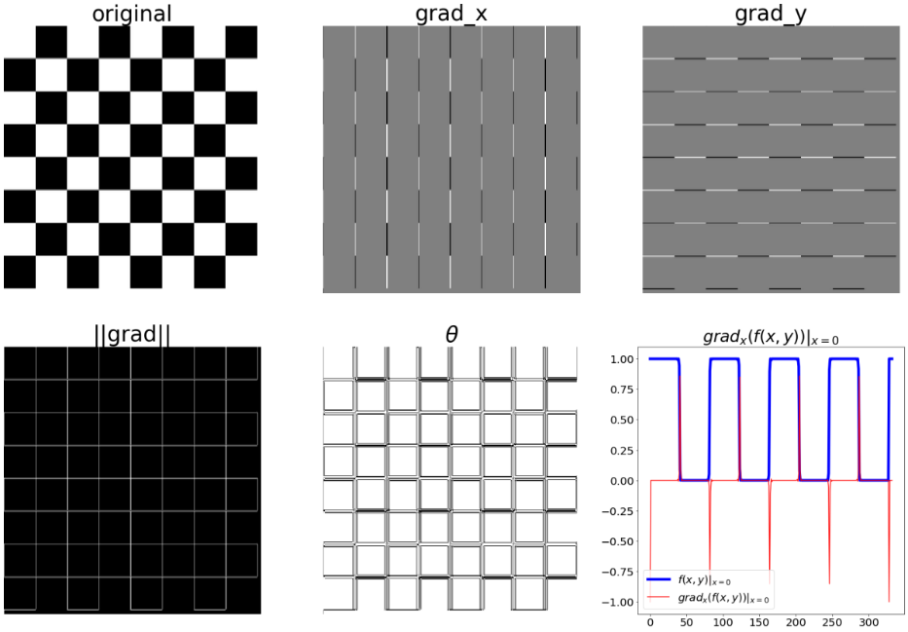 original
grad_x
grad_y
||grad||
θ
grad_x(f(x, y))|_{x=0}
1.00
0.75
0.50
0.25
0.00
−0.25
−0.50
−0.75
−1.00
f(x, y)|_{x=0}
grad_x(f(x, y))|_{x=0}
0 50 100 150 200 250 300